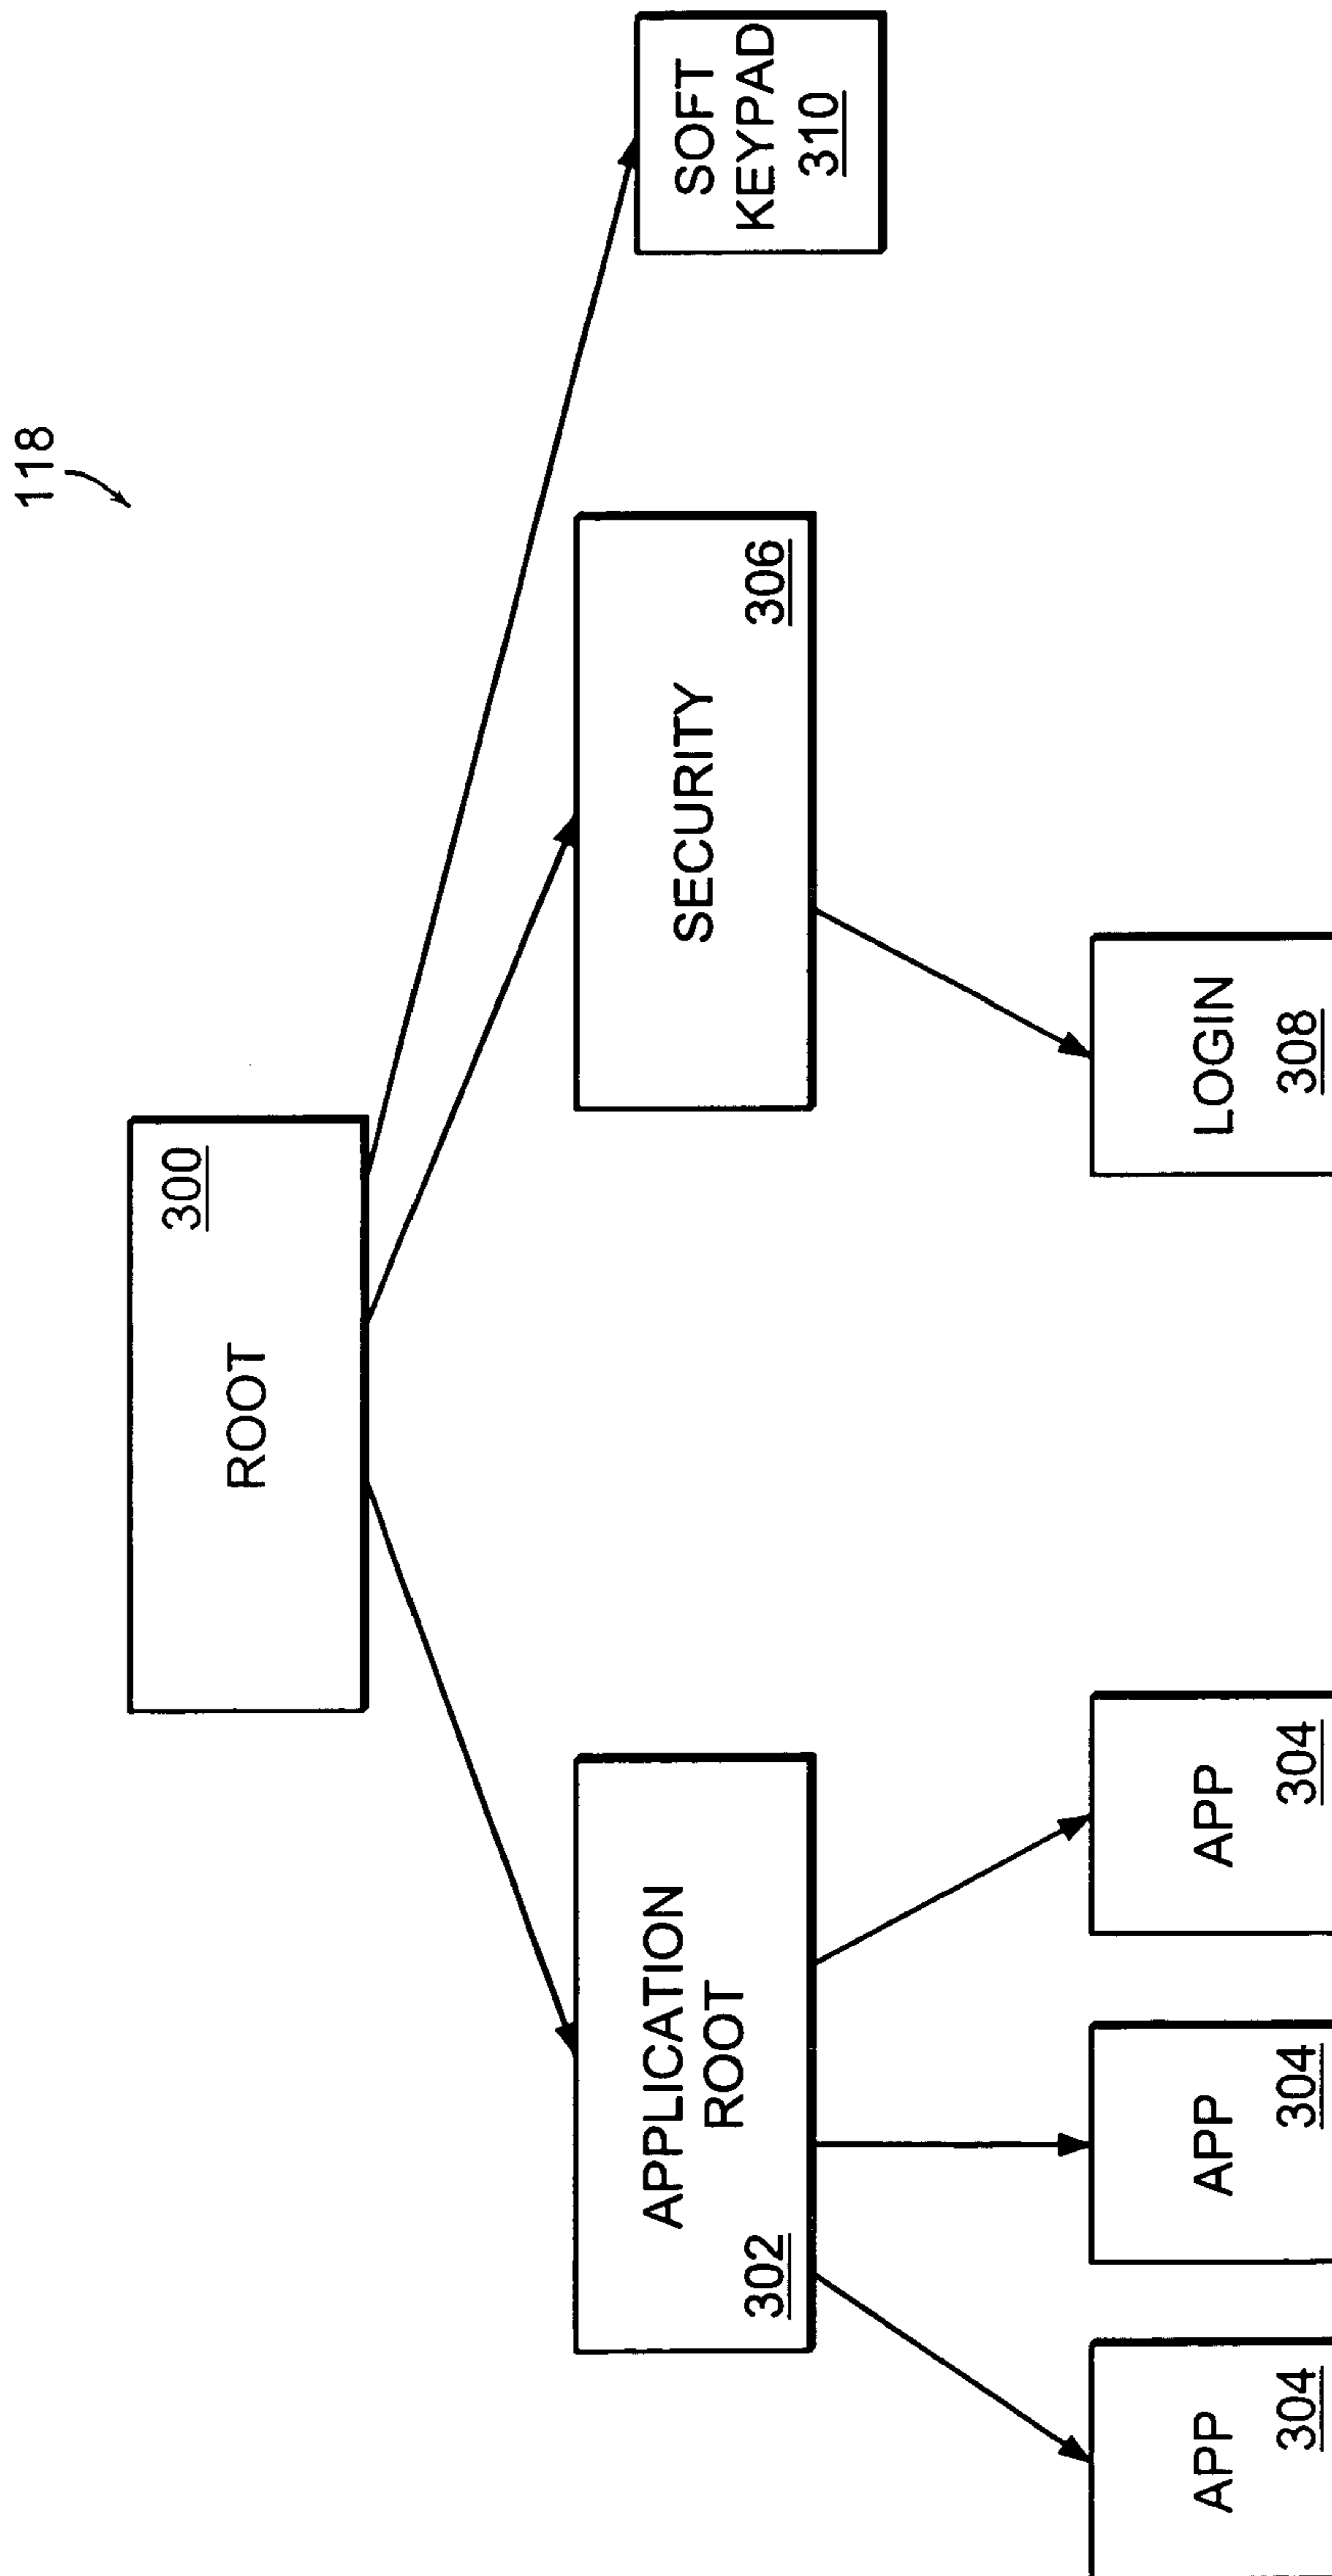 118
ROOT
300
APPLICATION
ROOT
302
SECURITY
306
SOFT
KEYPAD
310
APP
304
APP
304
APP
304
LOGIN
308